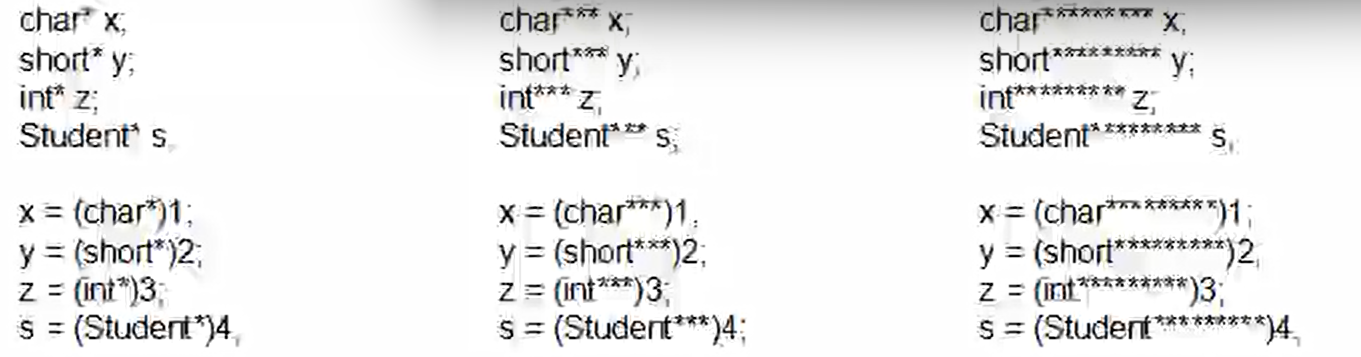 char* x;
short* y;
int* z;
Student* s;
x = (char*)1;
y = (short*)2;
z = (int*)3;
s = (Student*)4;
char*** x;
short*** y;
int*** z;
Student*** s;
x = (char***)1;
y = (short***)2;
z = (int***)3;
s = (Student***)4;
char********* x;
short********* y;
int********* z;
Student********* s;
x = (char*********)1;
y = (short*********)2;
z = (int*********)3;
s = (Student*********)4;